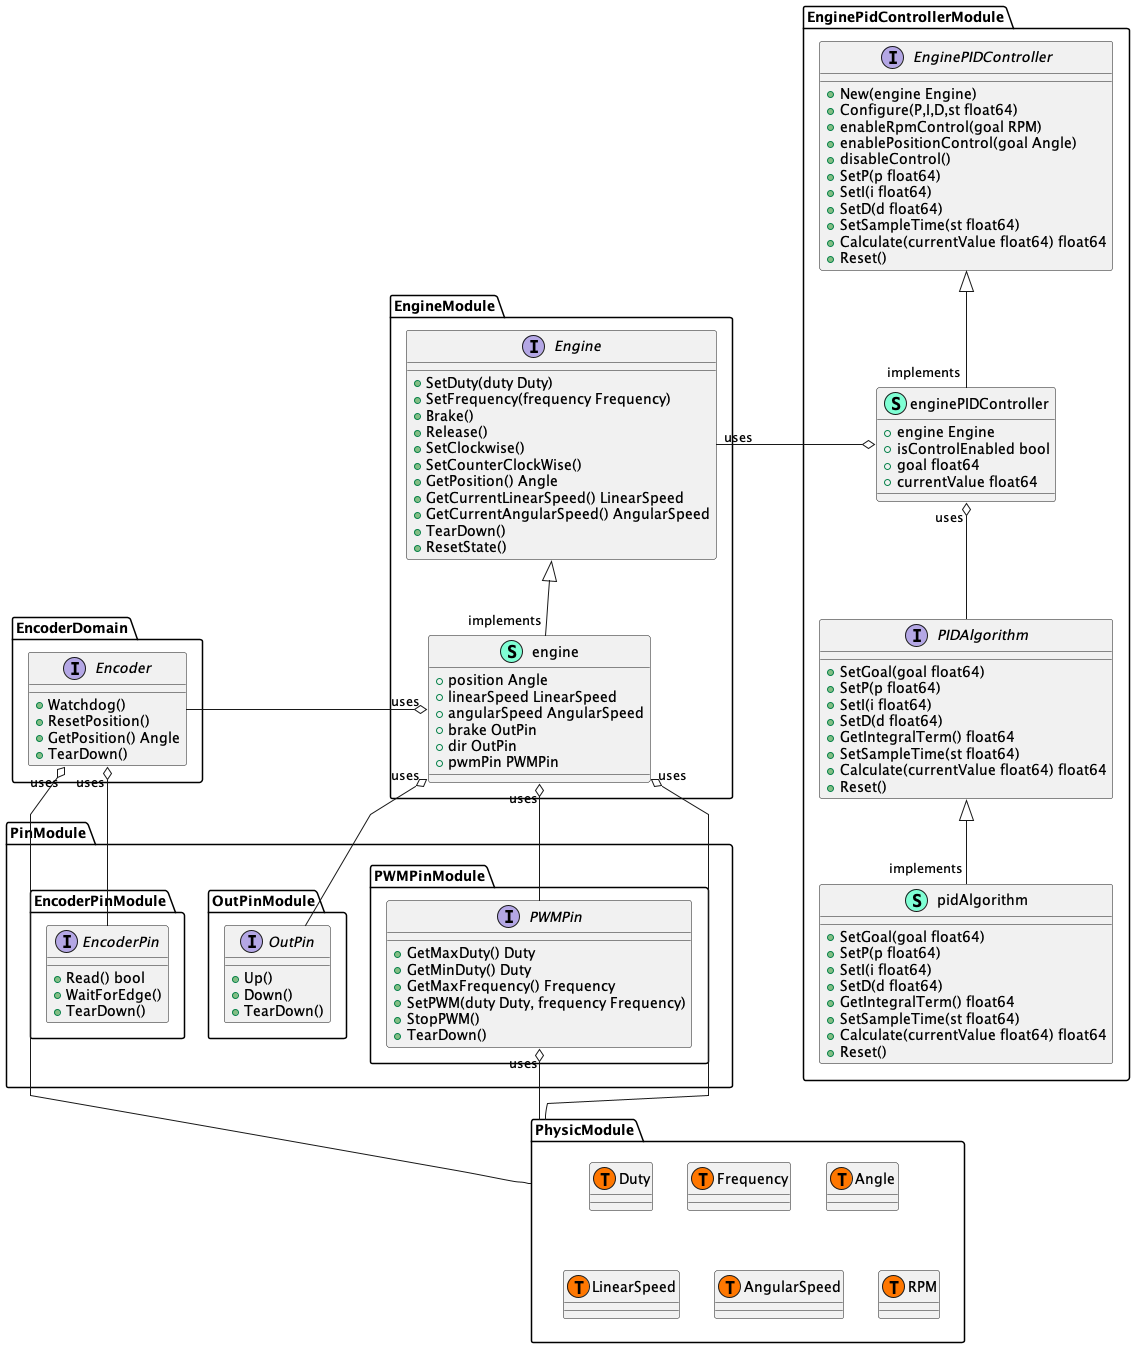 EnginePidControllerModule
I EnginePIDController
New(engine Engine)
Configure(P,I,D,st float64)
enableRpmControl(goal RPM)
enablePositionControl(goal Angle)
disableControl()
SetP(p float64)
SetI(i float64)
SetD(d float64)
SetSampleTime(st float64)
Calculate(currentValue float64) float64
Reset()
implements
S enginePIDController
engine Engine
isControlEnabled bool
goal float64
currentValue float64
uses
uses
I PIDAlgorithm
SetGoal(goal float64)
SetP(p float64)
SetI(i float64)
SetD(d float64)
GetIntegralTerm() float64
SetSampleTime(st float64)
Calculate(currentValue float64) float64
Reset()
implements
S pidAlgorithm
SetGoal(goal float64)
SetP(p float64)
SetI(i float64)
SetD(d float64)
GetIntegralTerm() float64
SetSampleTime(st float64)
Calculate(currentValue float64) float64
Reset()
EngineModule
I Engine
SetDuty(duty Duty)
SetFrequency(frequency Frequency)
Brake()
Release()
SetClockwise()
SetCounterClockWise()
GetPosition() Angle
GetCurrentLinearSpeed() LinearSpeed
GetCurrentAngularSpeed() AngularSpeed
TearDown()
ResetState()
implements
S engine
position Angle
linearSpeed LinearSpeed
angularSpeed AngularSpeed
brake OutPin
dir OutPin
pwmPin PWMPin
uses
uses
uses
uses
EncoderDomain
I Encoder
Watchdog()
ResetPosition()
GetPosition() Angle
TearDown()
uses
uses
PinModule
EncoderPinModule
I EncoderPin
Read() bool
WaitForEdge()
TearDown()
OutPinModule
I OutPin
Up()
Down()
TearDown()
PWMPinModule
I PWMPin
GetMaxDuty() Duty
GetMinDuty() Duty
GetMaxFrequency() Frequency
SetPWM(duty Duty, frequency Frequency)
StopPWM()
TearDown()
uses
PhysicModule
T Duty
T Frequency
T Angle
T LinearSpeed
T AngularSpeed
T RPM